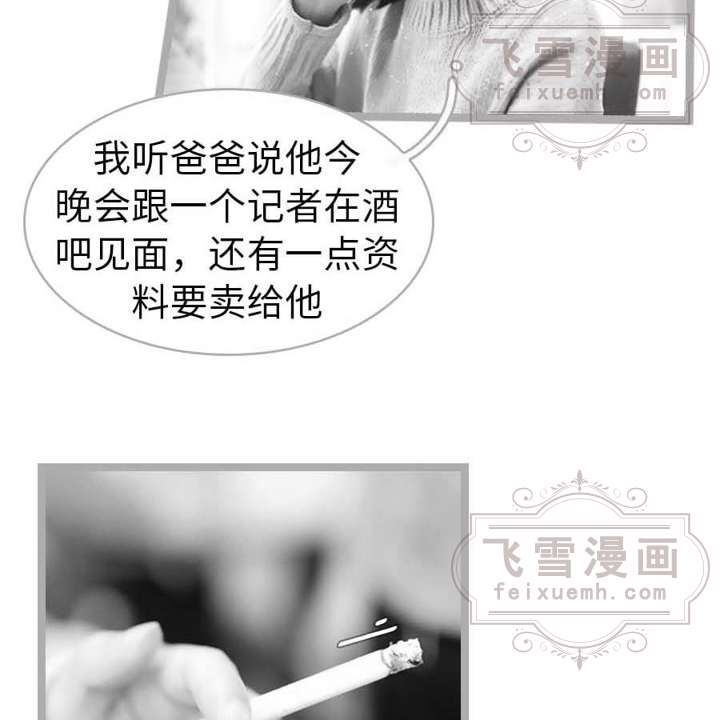 飞雪漫画
feixuemh.com
我听爸爸说他今
晚会跟一个记者在酒
吧见面，还有一点资
料要卖给他
飞雪漫画
feixuemh.com